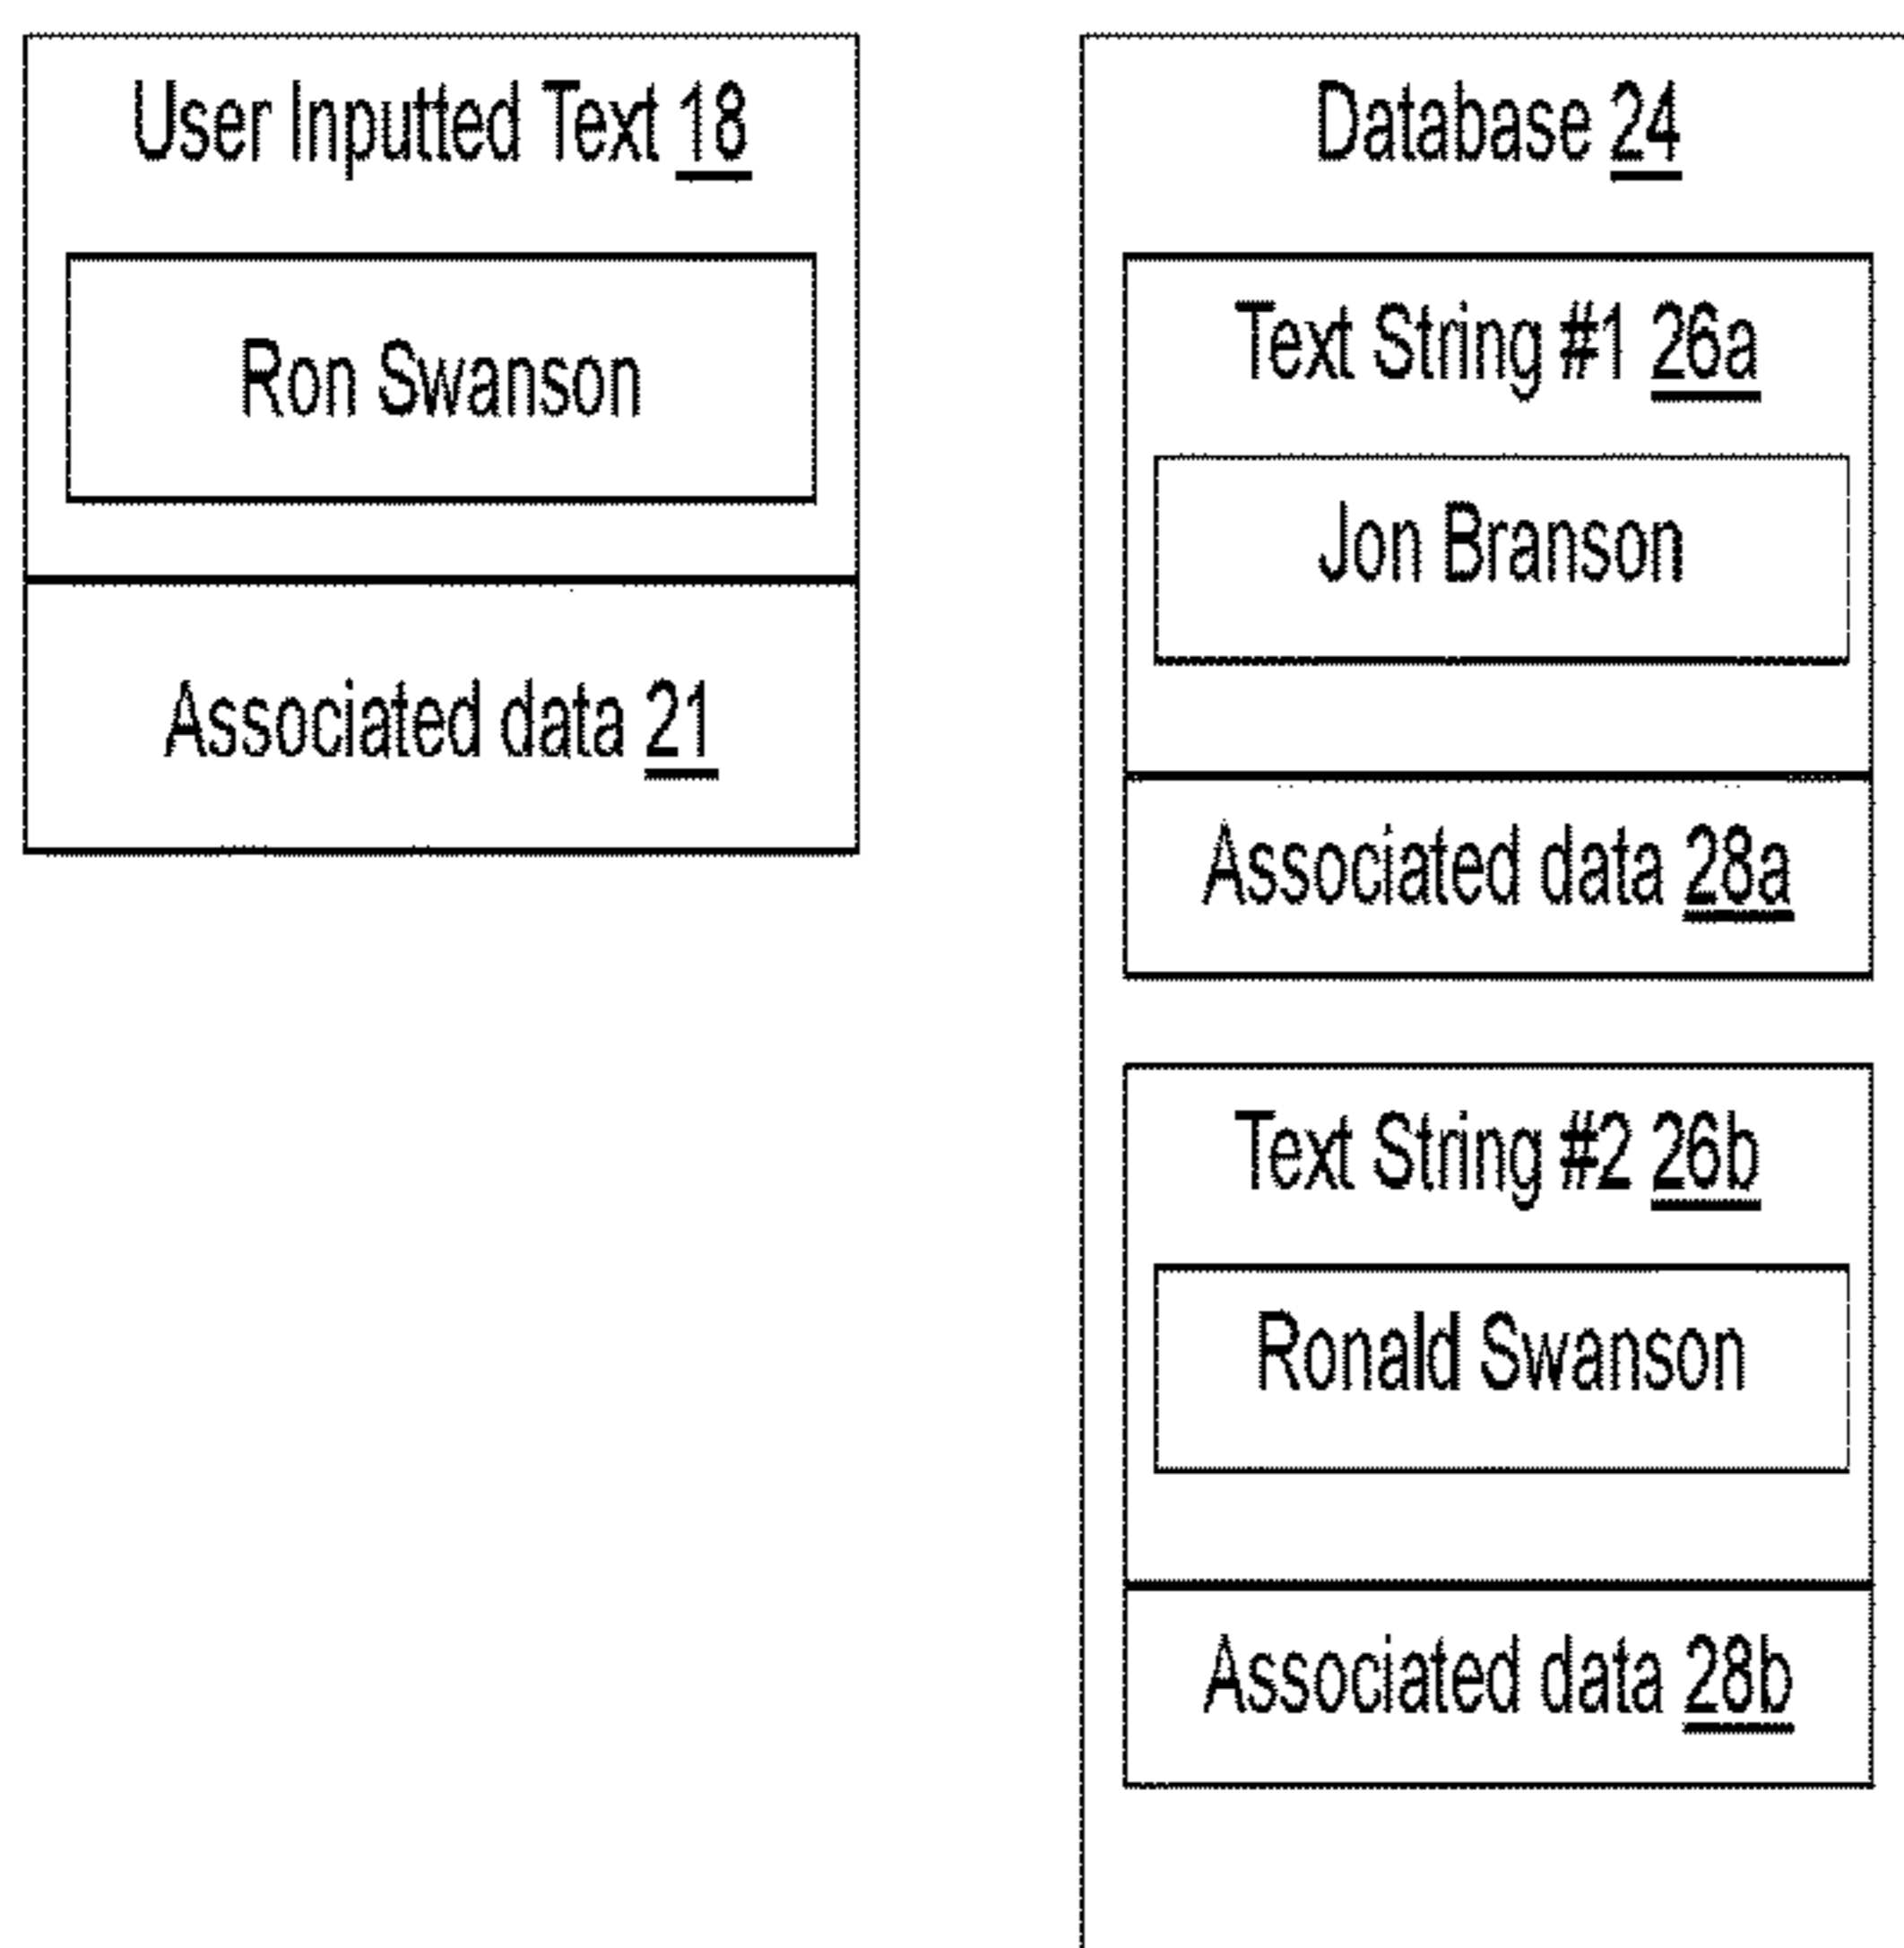 User Inputted Text 18
Ron Swanson
Associated data 21
Database 24
Text String #1 26a
Jon Branson
Associated data 28a
Text String #2 26b
Ronald Swanson
Associated data 28b